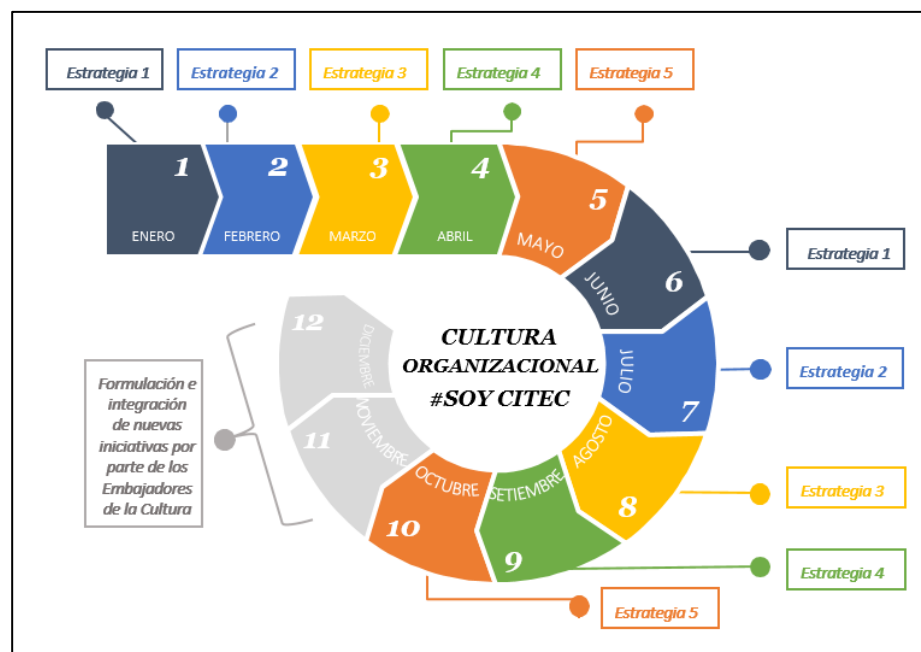 Estrategia 1
Estrategia 2
Estrategia 3
Estrategia 4
Estrategia 5
1
ENERO
2
FEBRERO
3
MARZO
4
ABRIL
5
MAYO
6
JUNIO
Estrategia 1
7
JULIO
Estrategia 2
8
AGOSTO
Estrategia 3
9
SETIEMBRE
Estrategia 4
10
OCTUBRE
Estrategia 5
11
NOVIEMBRE
12
DICIEMBRE
Formulación e
integración
de nuevas
iniciativas por
parte de los
Embajadores
de la Cultura
CULTURA
ORGANIZACIONAL
#SOY CITEC